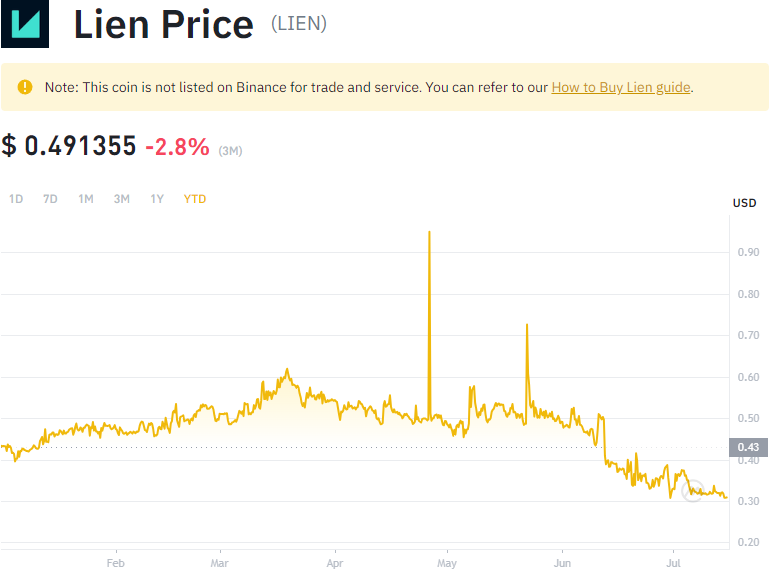 Lien Price (LIEN)
Note: This coin is not listed on Binance for trade and service. You can refer to our How to Buy Lien guide.
$ 0.491355 -2.8% (3M)
1D 7D 1M 3M 1Y YTD
USD
0.90
0.80
0.70
0.60
0.50
0.43
0.40
0.30
0.20
Feb Mar Apr May Jun Jul